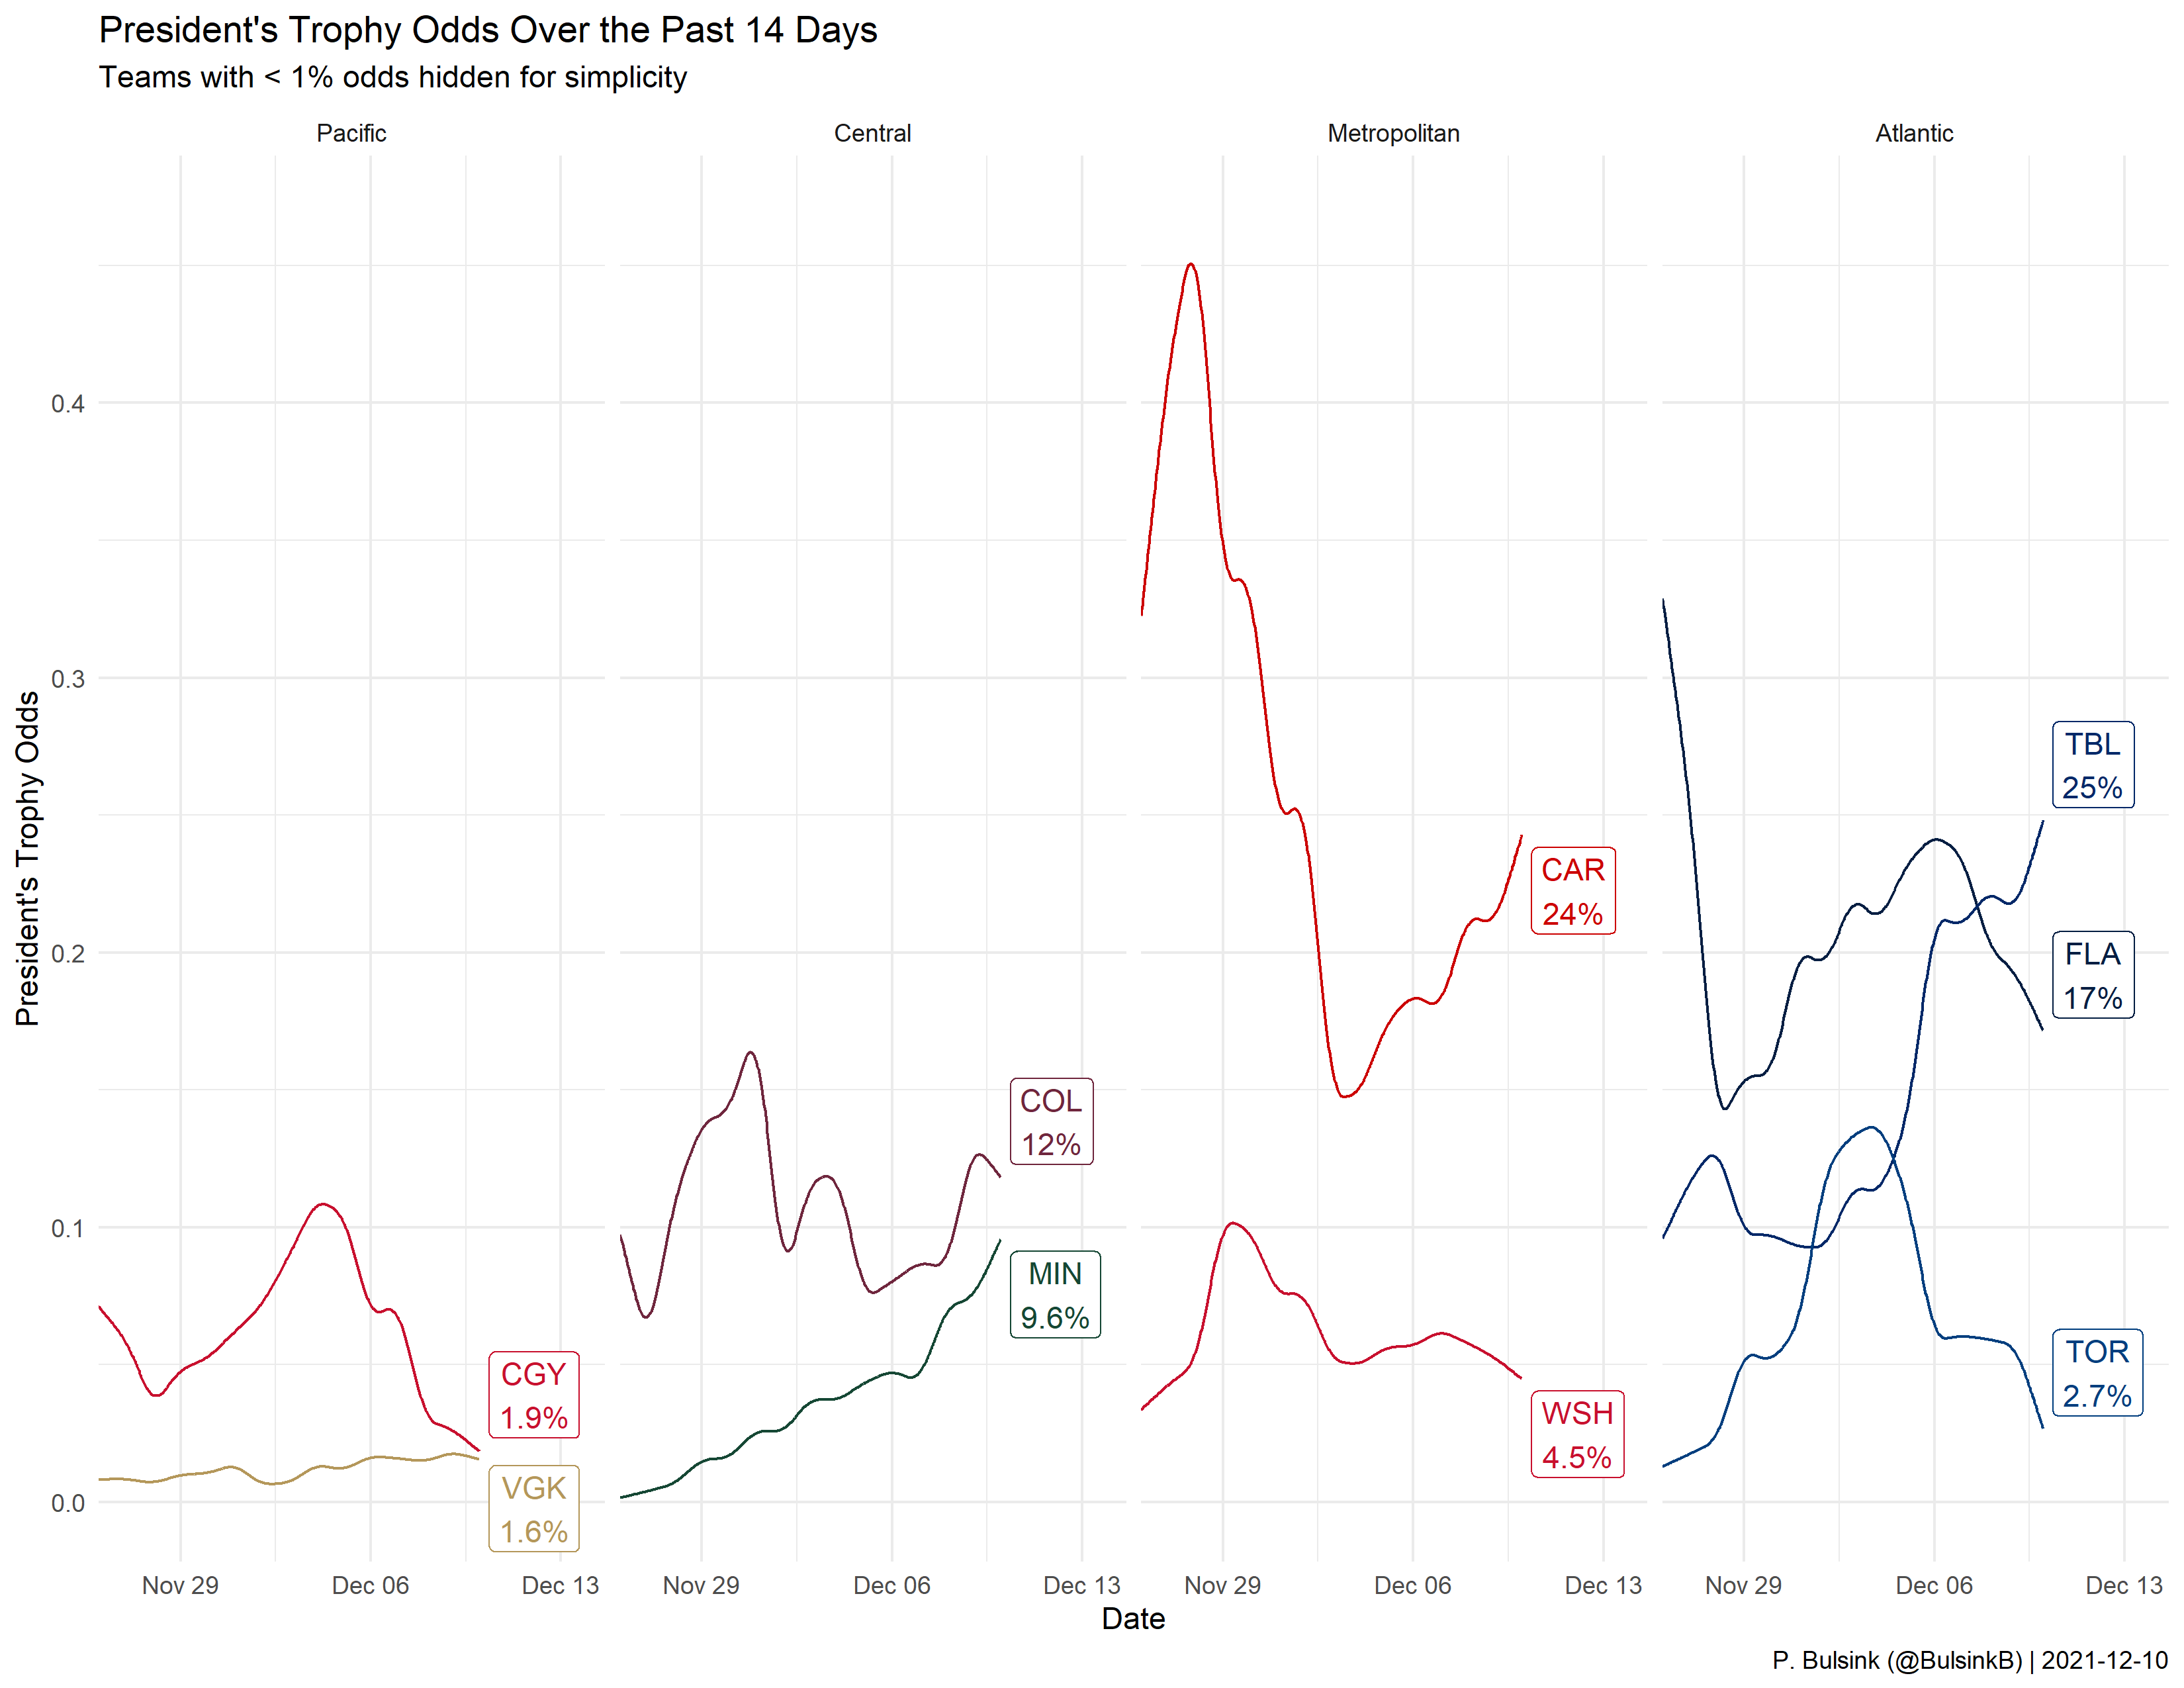 President's Trophy Odds Over the Past 14 Days
Teams with < 1% odds hidden for simplicity
Pacific
Central
Metropolitan
Atlantic
President's Trophy Odds
0.4
0.3
0.2
0.1
0.0
CGY
1.9%
VGK
1.6%
COL
12%
MIN
9.6%
CAR
24%
WSH
4.5%
TBL
25%
FLA
17%
TOR
2.7%
Nov 29 Dec 06 Dec 13 Nov 29 Dec 06 Dec 13 Nov 29 Dec 06 Dec 13 Nov 29 Dec 06 Dec 13
Date
P. Bulsink (@BulsinkB) | 2021-12-10